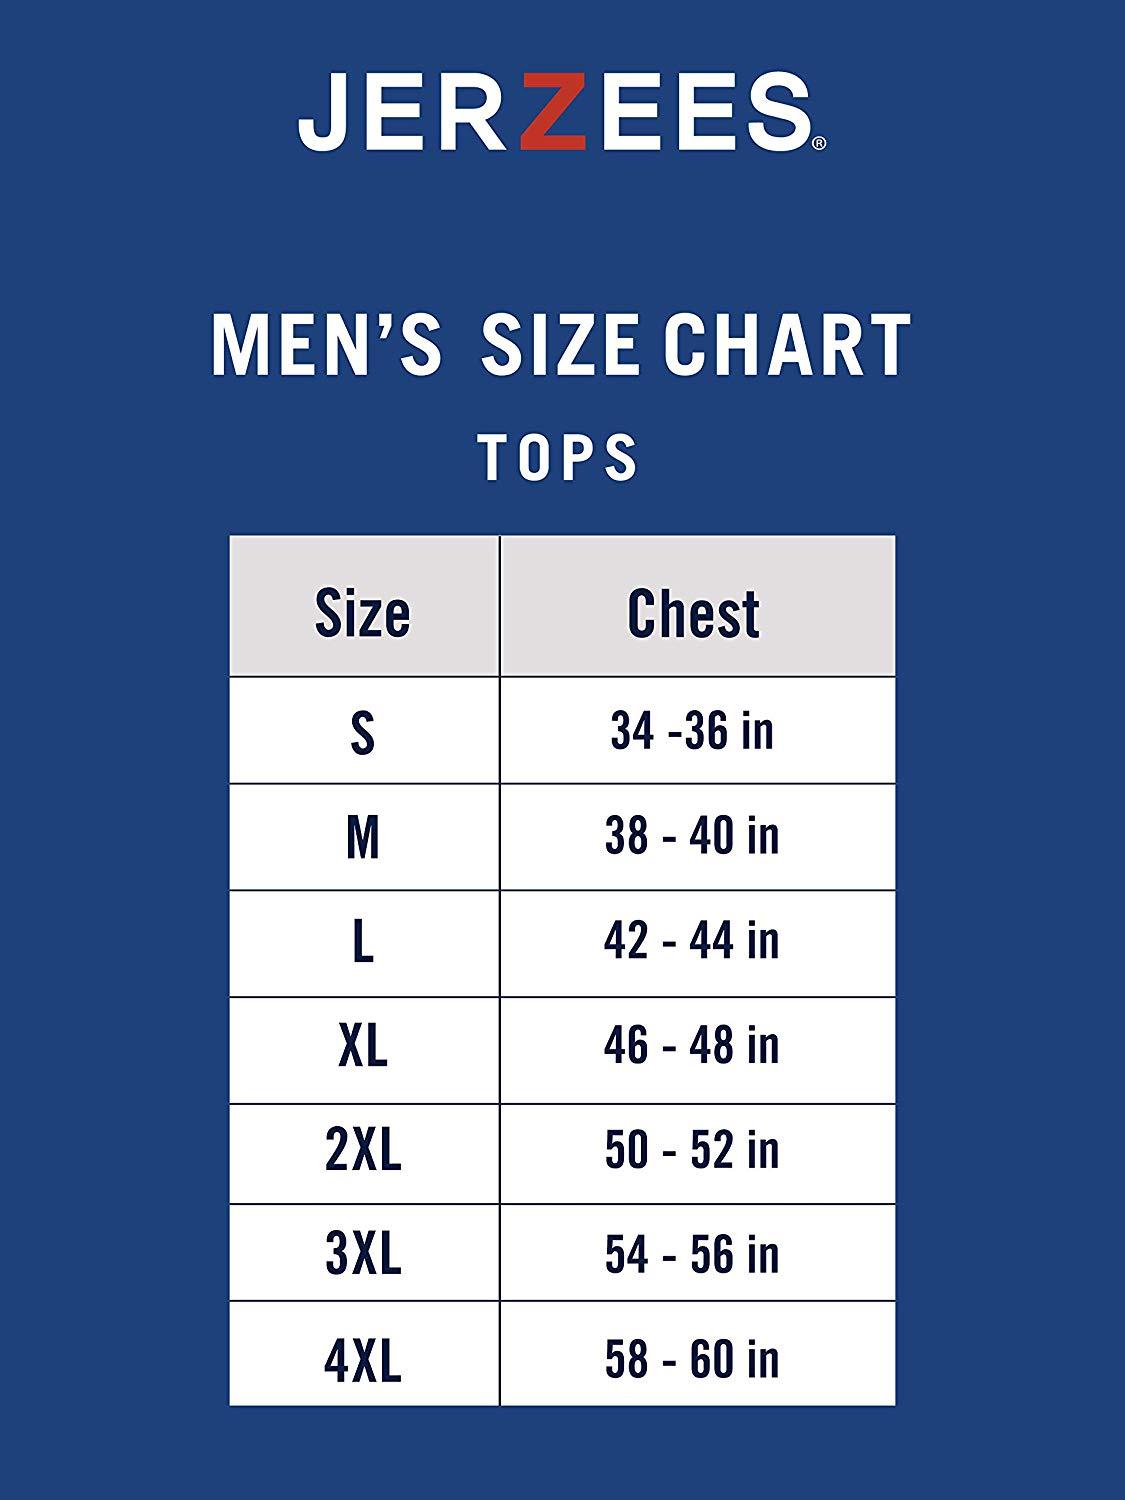 JERZEES®
MEN’S SIZE CHART
TOPS
Size Chest
S 34 -36 in
M 38 - 40 in
L 42 - 44 in
XL 46 - 48 in
2XL 50 - 52 in
3XL 54 - 56 in
4XL 58 - 60 in